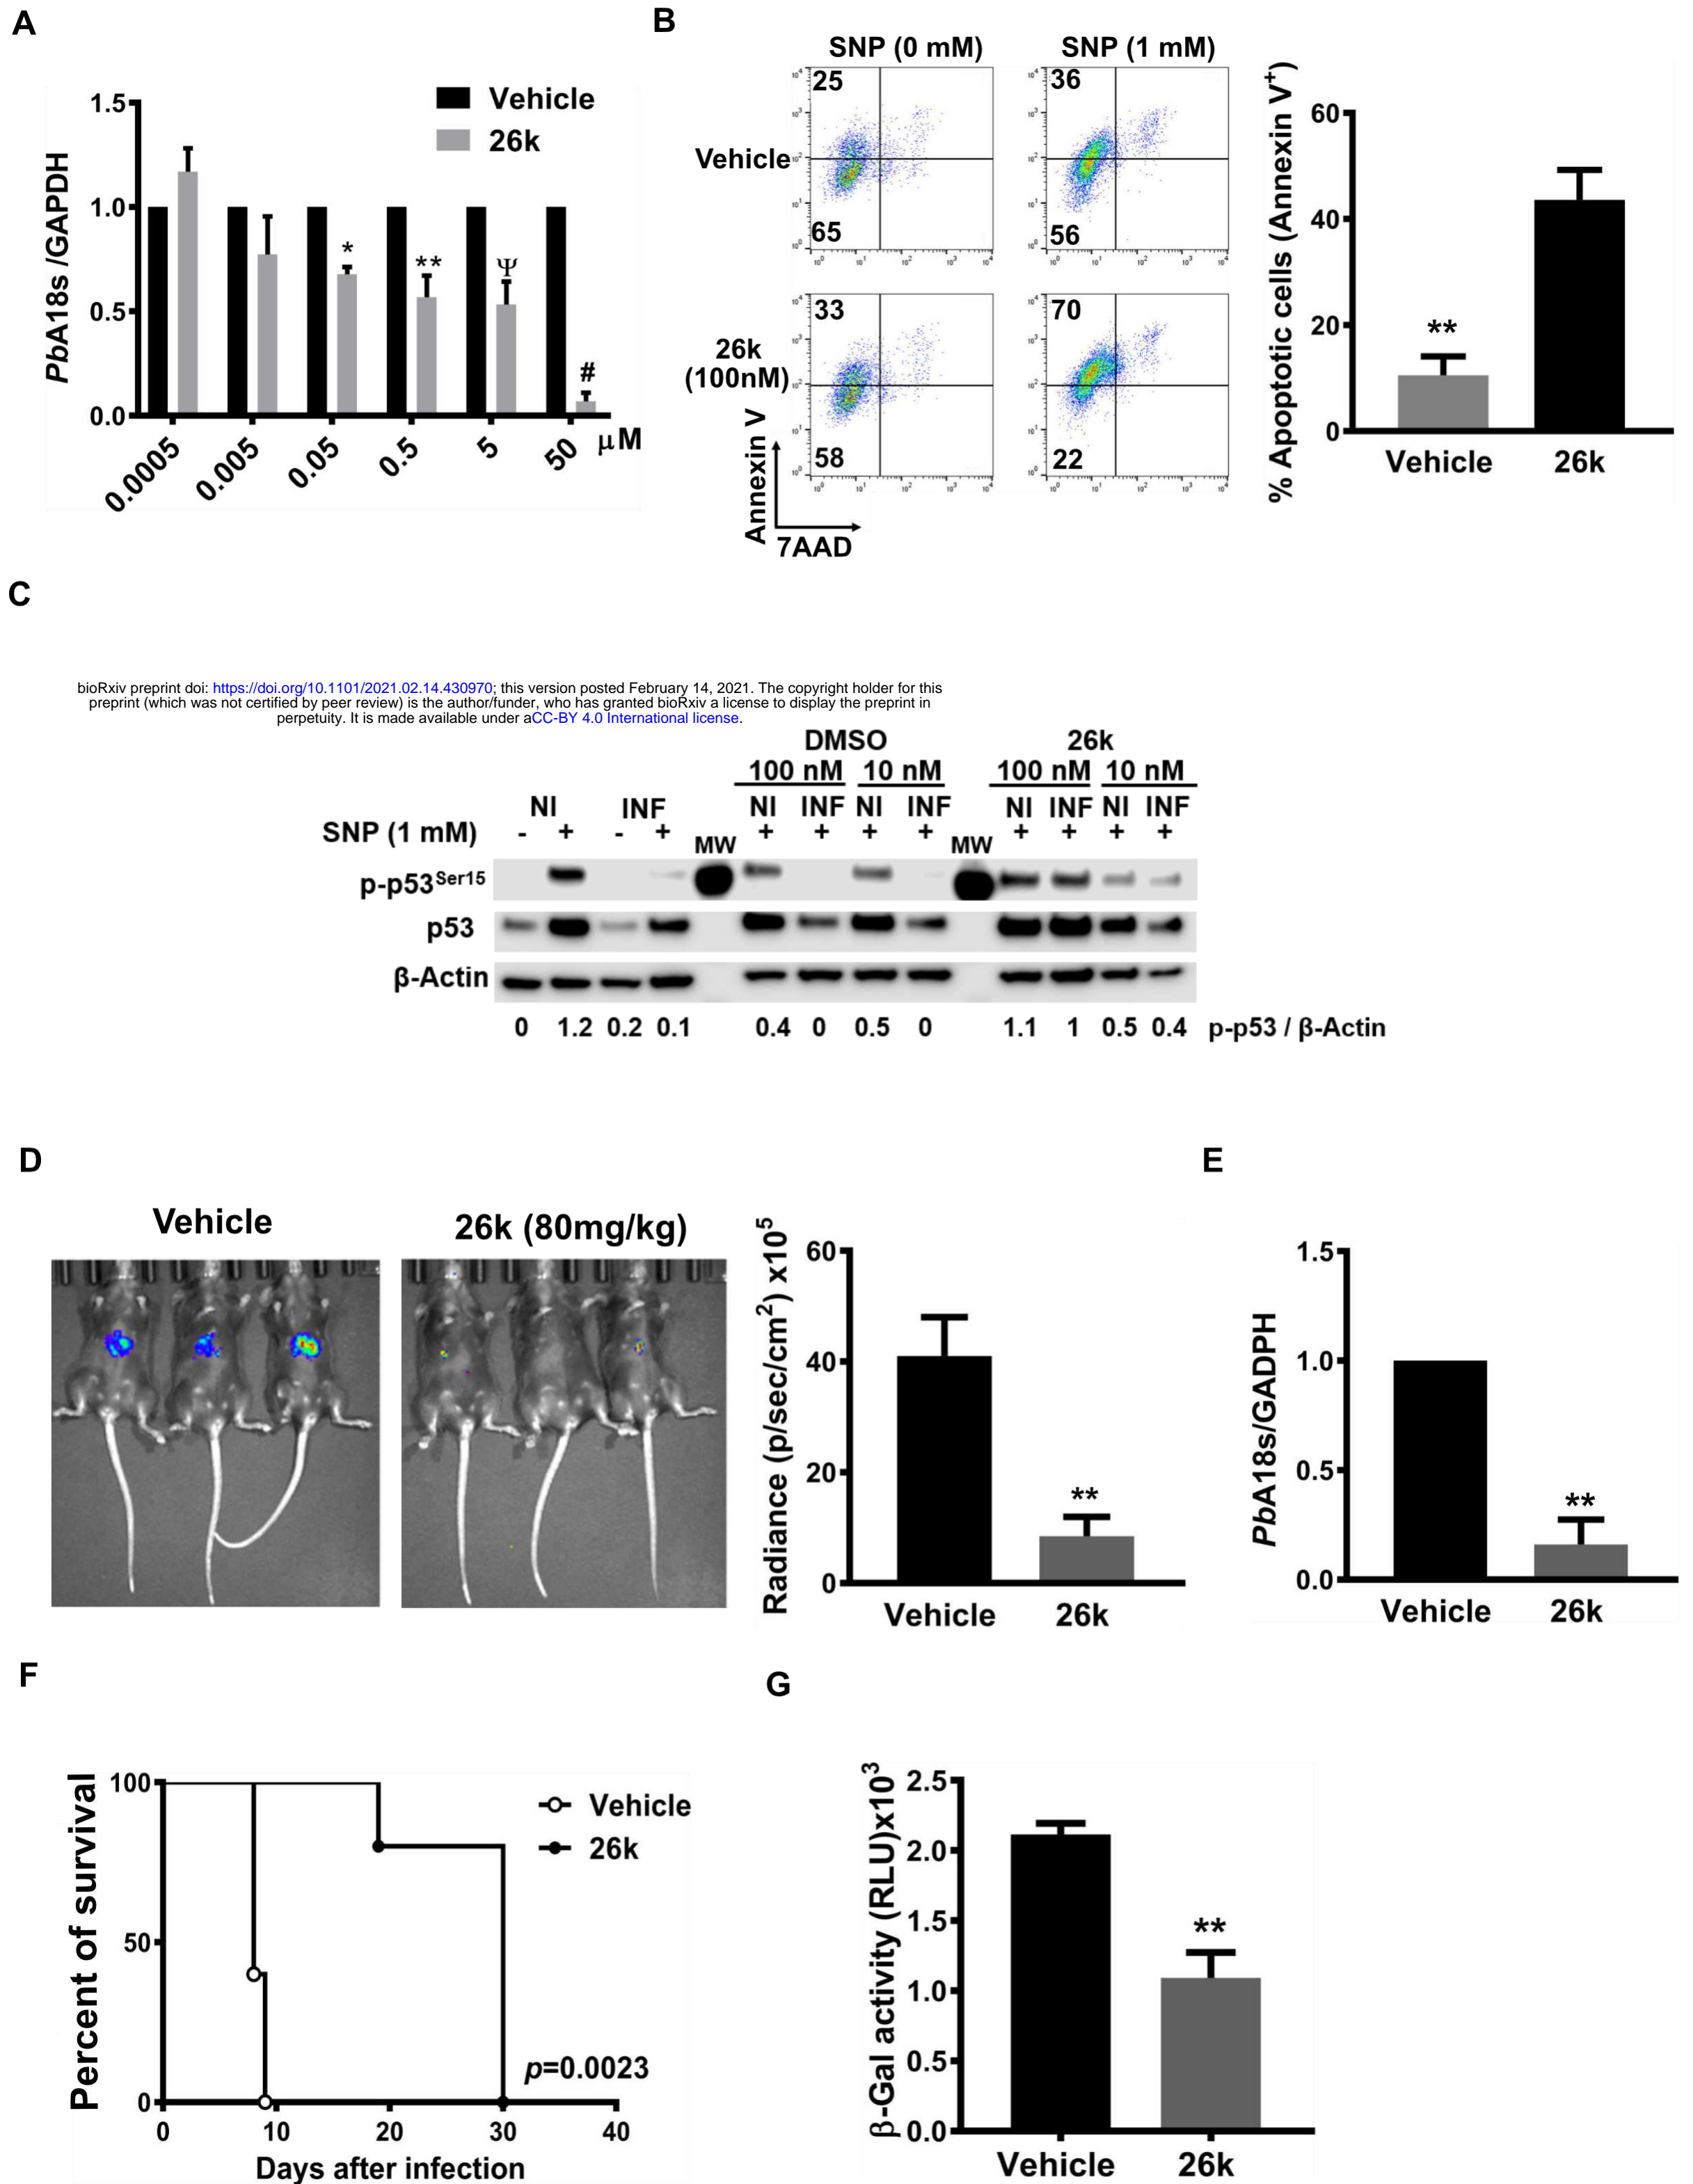 A
1.5
1.0
0.5
0.0
PbA18s /GAPDH
Vehicle
26k
*
**
Ψ
#
0.0005
0.005
0.05
0.5
5
50
μM
B
SNP (0 mM)
SNP (1 mM)
Vehicle
25
65
36
56
26k
(100nM)
33
58
70
22
Annexin V
7AAD
% Apoptotic cells (Annexin V+)
60
40
20
0
**
Vehicle
26k
C
bioRxiv preprint doi: https://doi.org/10.1101/2021.02.14.430970; this version posted February 14, 2021. The copyright holder for this
preprint (which was not certified by peer review) is the author/funder, who has granted bioRxiv a license to display the preprint in
perpetuity. It is made available under aCC-BY 4.0 International license.
DMSO 26k
100 nM 10 nM 100 nM 10 nM
NI INF NI INF NI INF NI INF NI INF
SNP (1 mM) - + - + MW + + + + MW + + + +
p-p53Ser15
p53
β-Actin
0 1.2 0.2 0.1 0.4 0 0.5 0 1.1 1 0.5 0.4 p-p53 / β-Actin
D
Vehicle
26k (80mg/kg)
Radiance (p/sec/cm2) x105
60
40
20
0
**
Vehicle
26k
E
PbA18s/GADPH
1.5
1.0
0.5
0.0
**
Vehicle
26k
F
Percent of survival
100
50
0
Vehicle
26k
p=0.0023
0 10 20 30 40
Days after infection
G
β-Gal activity (RLU)x103
2.5
2.0
1.5
1.0
0.5
0.0
**
Vehicle
26k